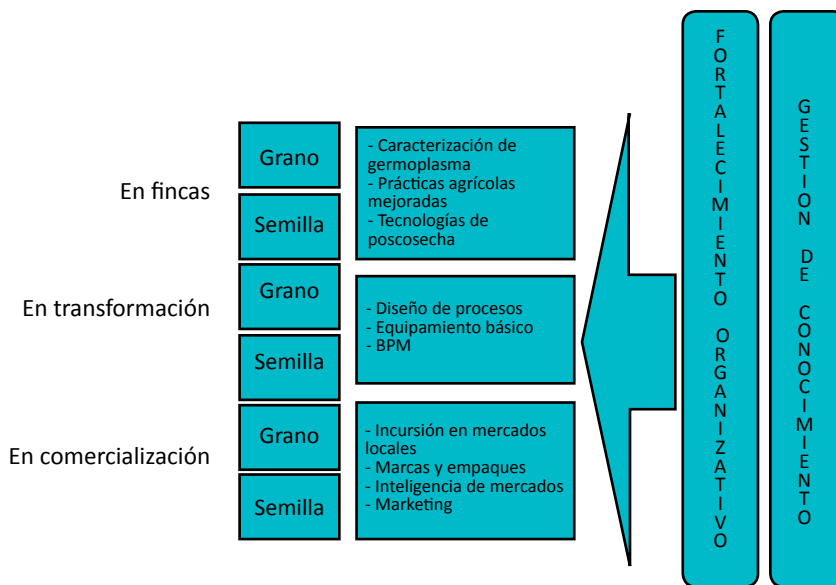 En fincas
Grano
Semilla
- Caracterización de
germoplasma
- Prácticas agrícolas
mejoradas
- Tecnologías de
poscosecha
En transformación
Grano
Semilla
- Diseño de procesos
- Equipamiento básico
- BPM
En comercialización
Grano
Semilla
- Incursión en mercados
locales
- Marcas y empaques
- Inteligencia de mercados
- Marketing
FORTALECIMIENTO ORGANIZATIVO
GESTION DE CONOCIMIENTO